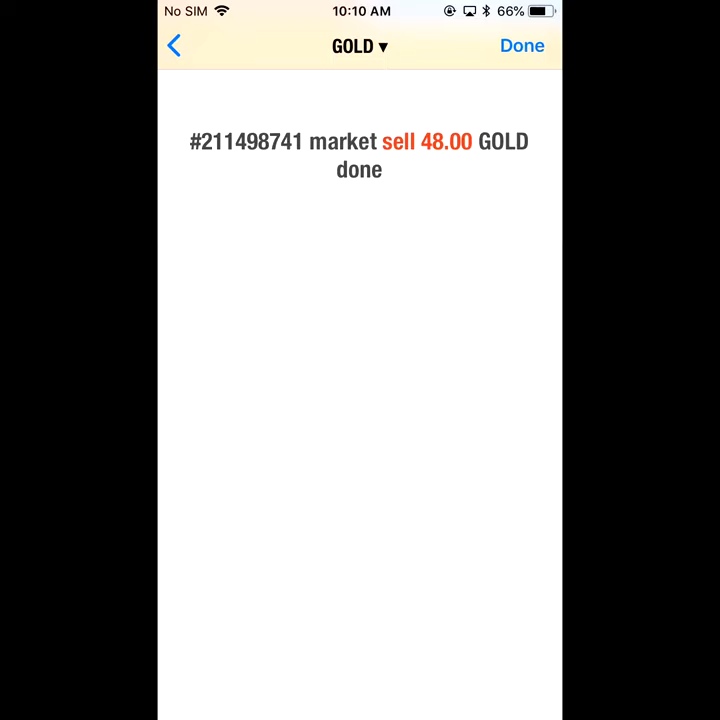 No SIM 10:10 AM 66%
GOLD ▾ Done
#211498741 market sell 48.00 GOLD
done